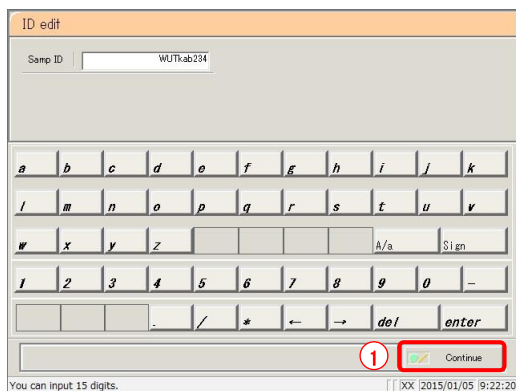 ID edit
Samp ID WUTkab234
a b c d e f g h i j k
l m n o p q r s t u v
w x y z A/a Sign
1 2 3 4 5 6 7 8 9 0 -
. / * ← → del enter
1 Continue
You can input 15 digits. XX 2015/01/05 9:22:20